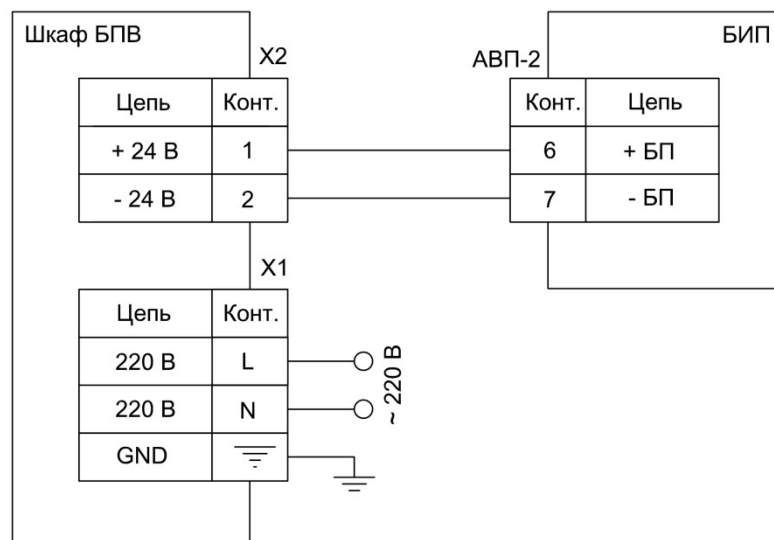 Шкаф БПВ
X2
Цепь Конт.
+ 24 В 1
- 24 В 2
X1
Цепь Конт.
220 В L
220 В N
GND
~ 220 В
БИП
АВП-2
Конт. Цепь
6 + БП
7 - БП